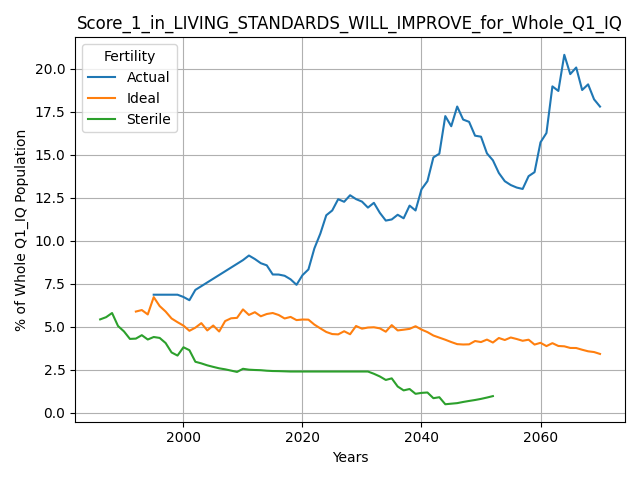 Score_1_in_LIVING_STANDARDS_WILL_IMPROVE_for_Whole_Q1_IQ
Fertility
Actual
Ideal
Sterile
% of Whole Q1_IQ Population
20.0
17.5
15.0
12.5
10.0
7.5
5.0
2.5
0.0
2000 2020 2040 2060
Years